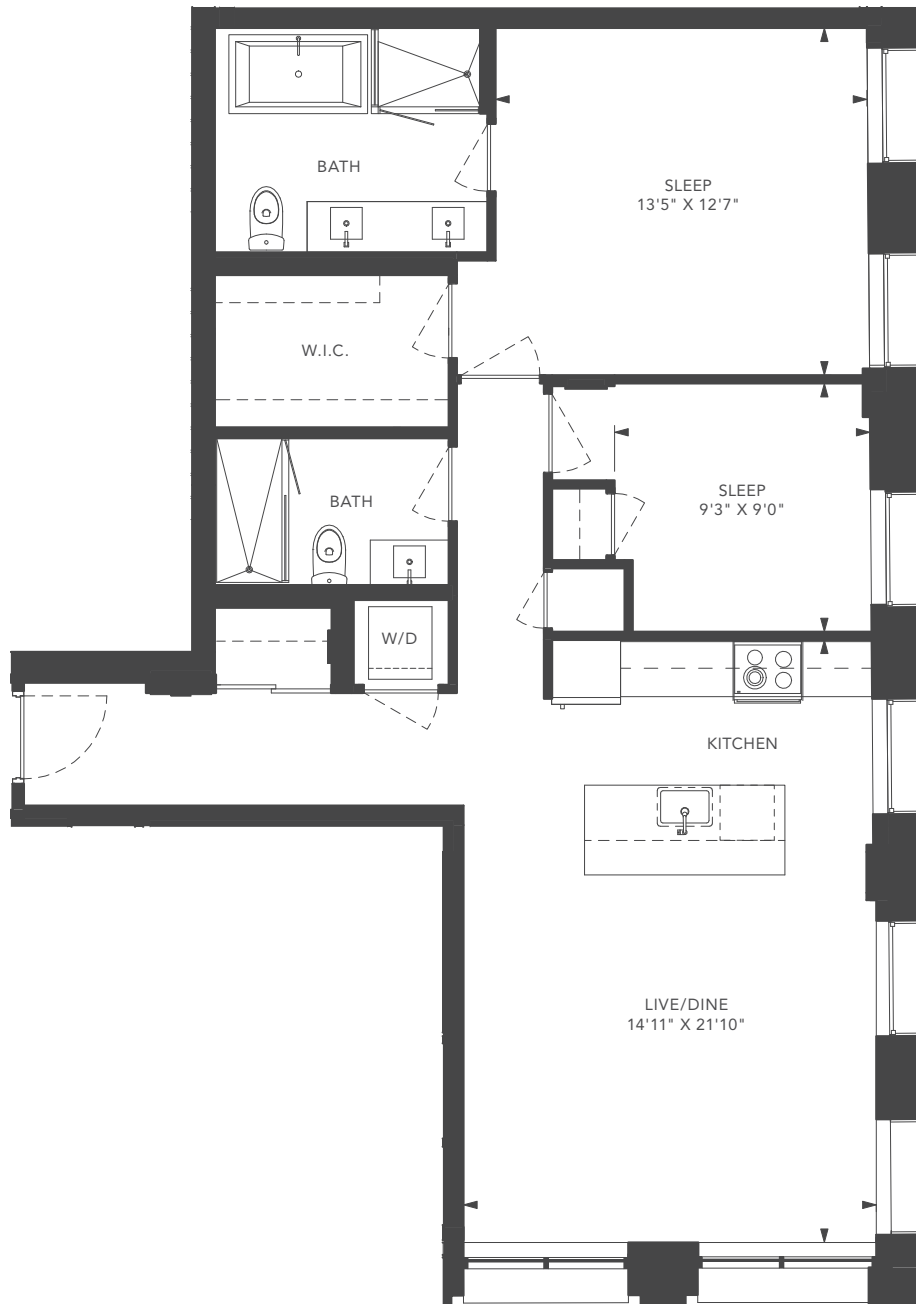 BATH
SLEEP
13'5" X 12'7"
W.I.C.
BATH
SLEEP
9'3" X 9'0"
W/D
KITCHEN
LIVE/DINE
14'11" X 21'10"